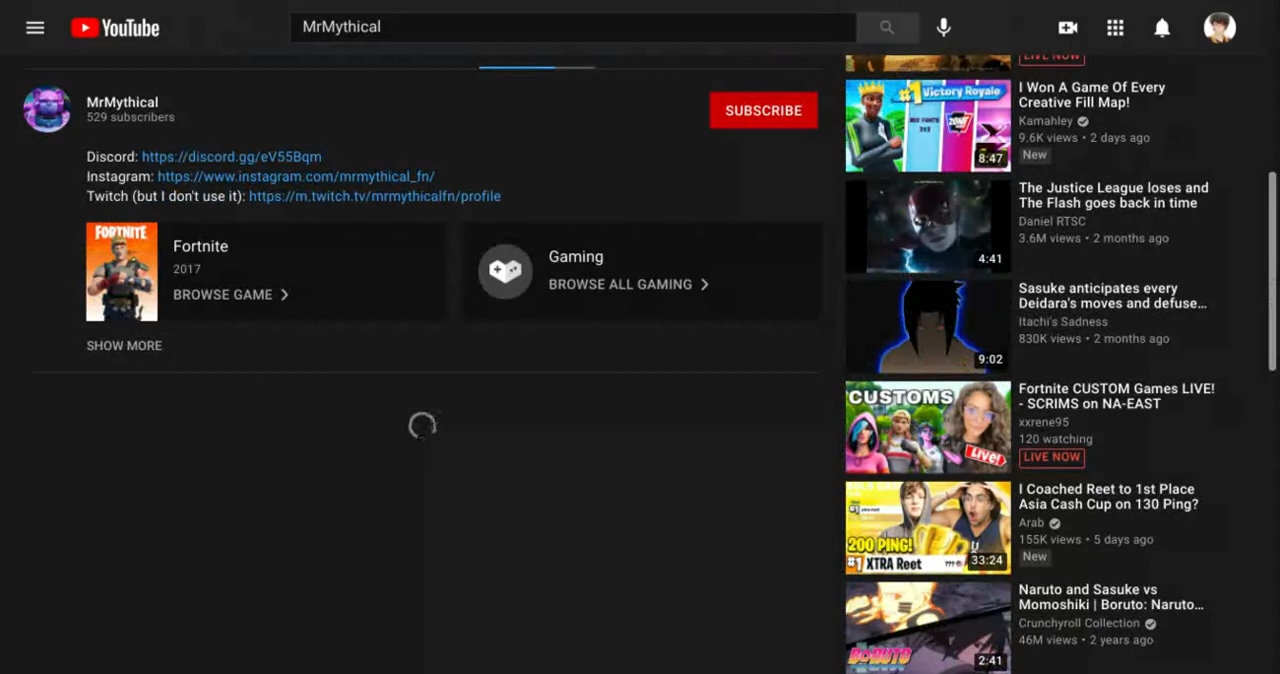 YouTube
MrMythical
MrMythical
529 subscribers
SUBSCRIBE
Discord: https://discord.gg/eV55Bqm
Instagram: https://www.instagram.com/mrmythical_fn/
Twitch (but I don't use it): https://m.twitch.tv/mrmythicalfn/profile
FORTNITE
Fortnite
2017
BROWSE GAME
Gaming
BROWSE ALL GAMING
SHOW MORE
LIVE NOW
#1 Victory Royale
ZONE
8:47
I Won A Game Of Every
Creative Fill Map!
Kamahley
9.6K views • 2 days ago
New
4:41
The Justice League loses and
The Flash goes back in time
Daniel RTSC
3.6M views • 2 months ago
9:02
Sasuke anticipates every
Deidara's moves and defuse...
Itachi's Sadness
830K views • 2 months ago
CUSTOMS
Live!
Fortnite CUSTOM Games LIVE!
- SCRIMS on NA-EAST
xxrene95
120 watching
LIVE NOW
200 PING!
#1 XTRA Reet
33:24
I Coached Reet to 1st Place
Asia Cash Cup on 130 Ping?
Arab
155K views • 5 days ago
New
BORUTO
2:41
Naruto and Sasuke vs
Momoshiki | Boruto: Naruto...
Crunchyroll Collection
46M views • 2 years ago